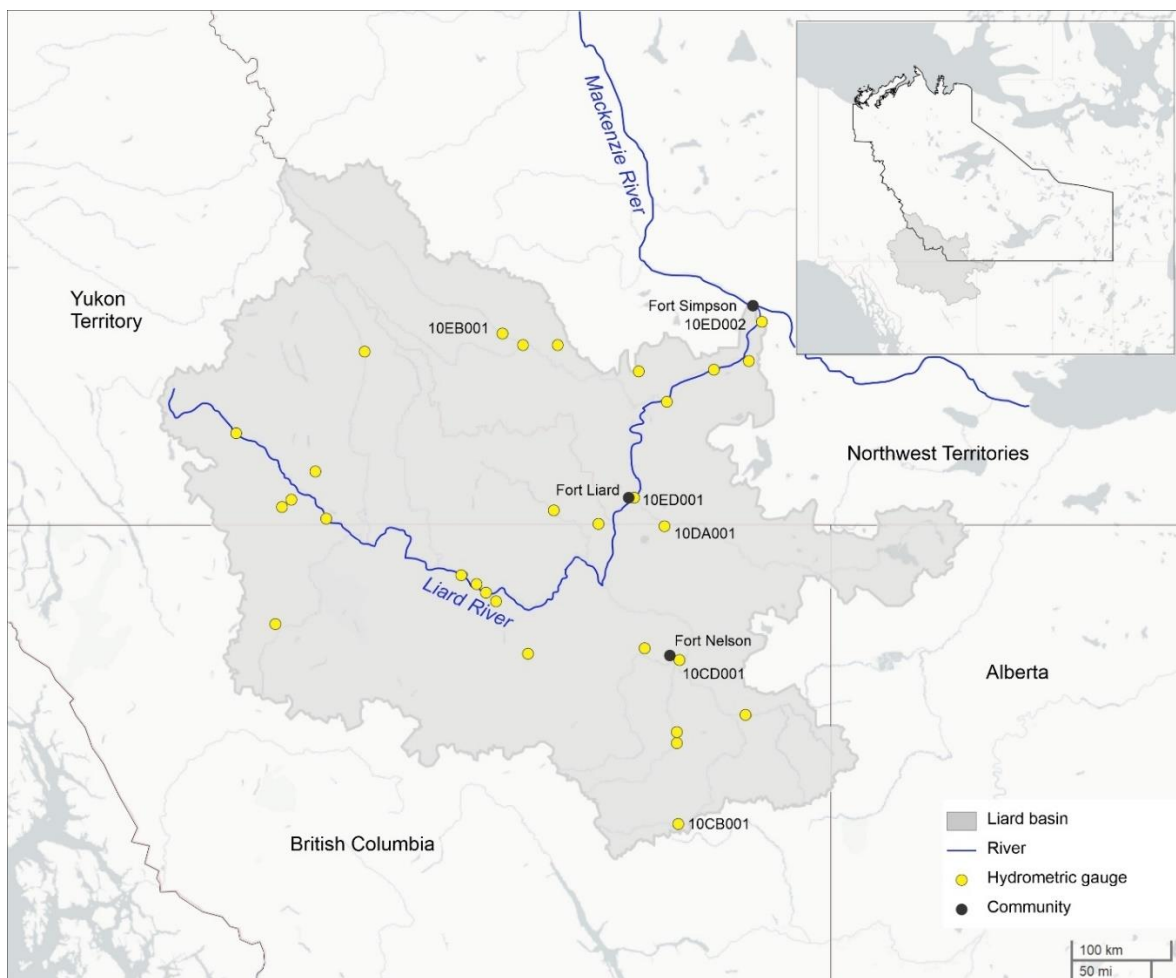 Mackenzie River
Yukon
Territory
Fort Simpson
10ED002
10EB001
Northwest Territories
Fort Liard
10ED001
10DA001
Liard River
Fort Nelson
10CD001
Alberta
10CB001
British Columbia
Liard basin
River
Hydrometric gauge
Community
100 km
50 mi